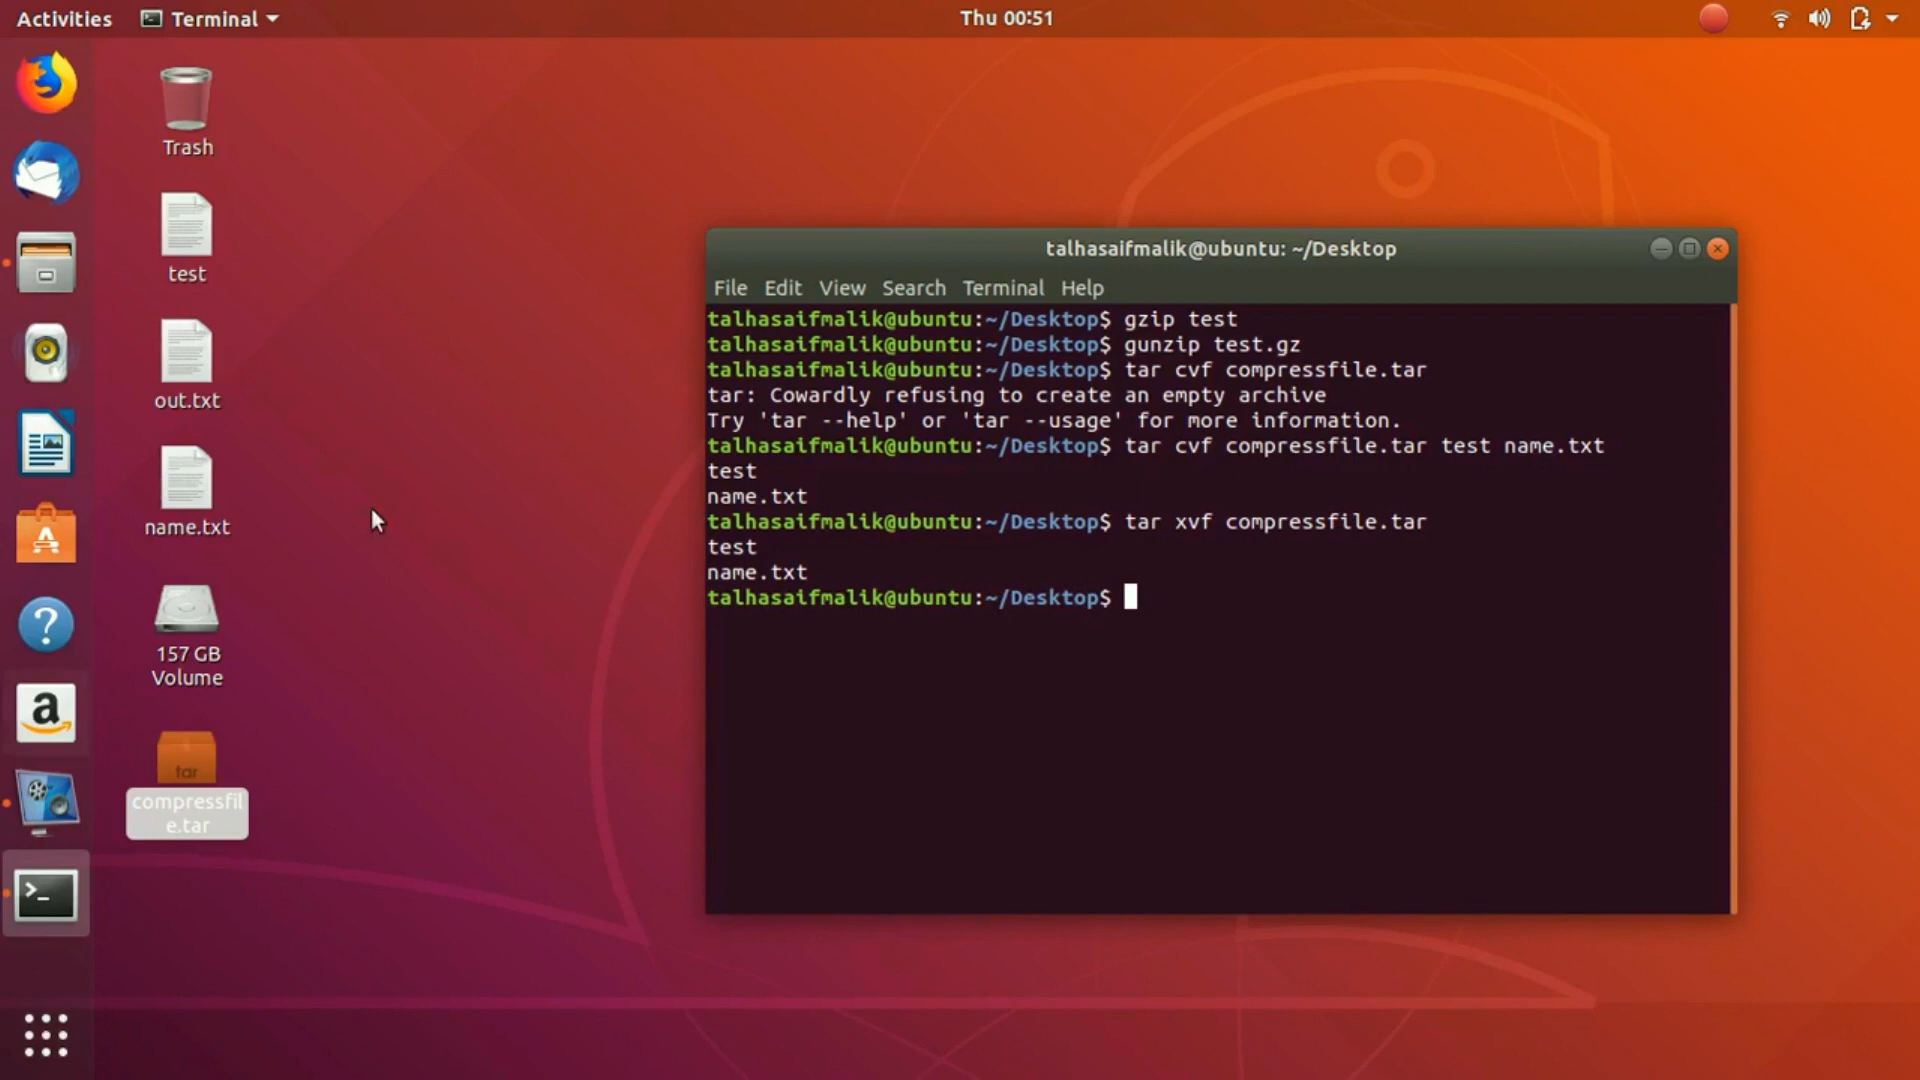 Activities
Terminal
Thu 00:51
Trash
test
out.txt
name.txt
157 GB
Volume
tar
compressfil
e.tar
talhasaifmalik@ubuntu: ~/Desktop
File Edit View Search Terminal Help
talhasaifmalik@ubuntu:~/Desktop$ gzip test
talhasaifmalik@ubuntu:~/Desktop$ gunzip test.gz
talhasaifmalik@ubuntu:~/Desktop$ tar cvf compressfile.tar
tar: Cowardly refusing to create an empty archive
Try 'tar --help' or 'tar --usage' for more information.
talhasaifmalik@ubuntu:~/Desktop$ tar cvf compressfile.tar test name.txt
test
name.txt
talhasaifmalik@ubuntu:~/Desktop$ tar xvf compressfile.tar
test
name.txt
talhasaifmalik@ubuntu:~/Desktop$